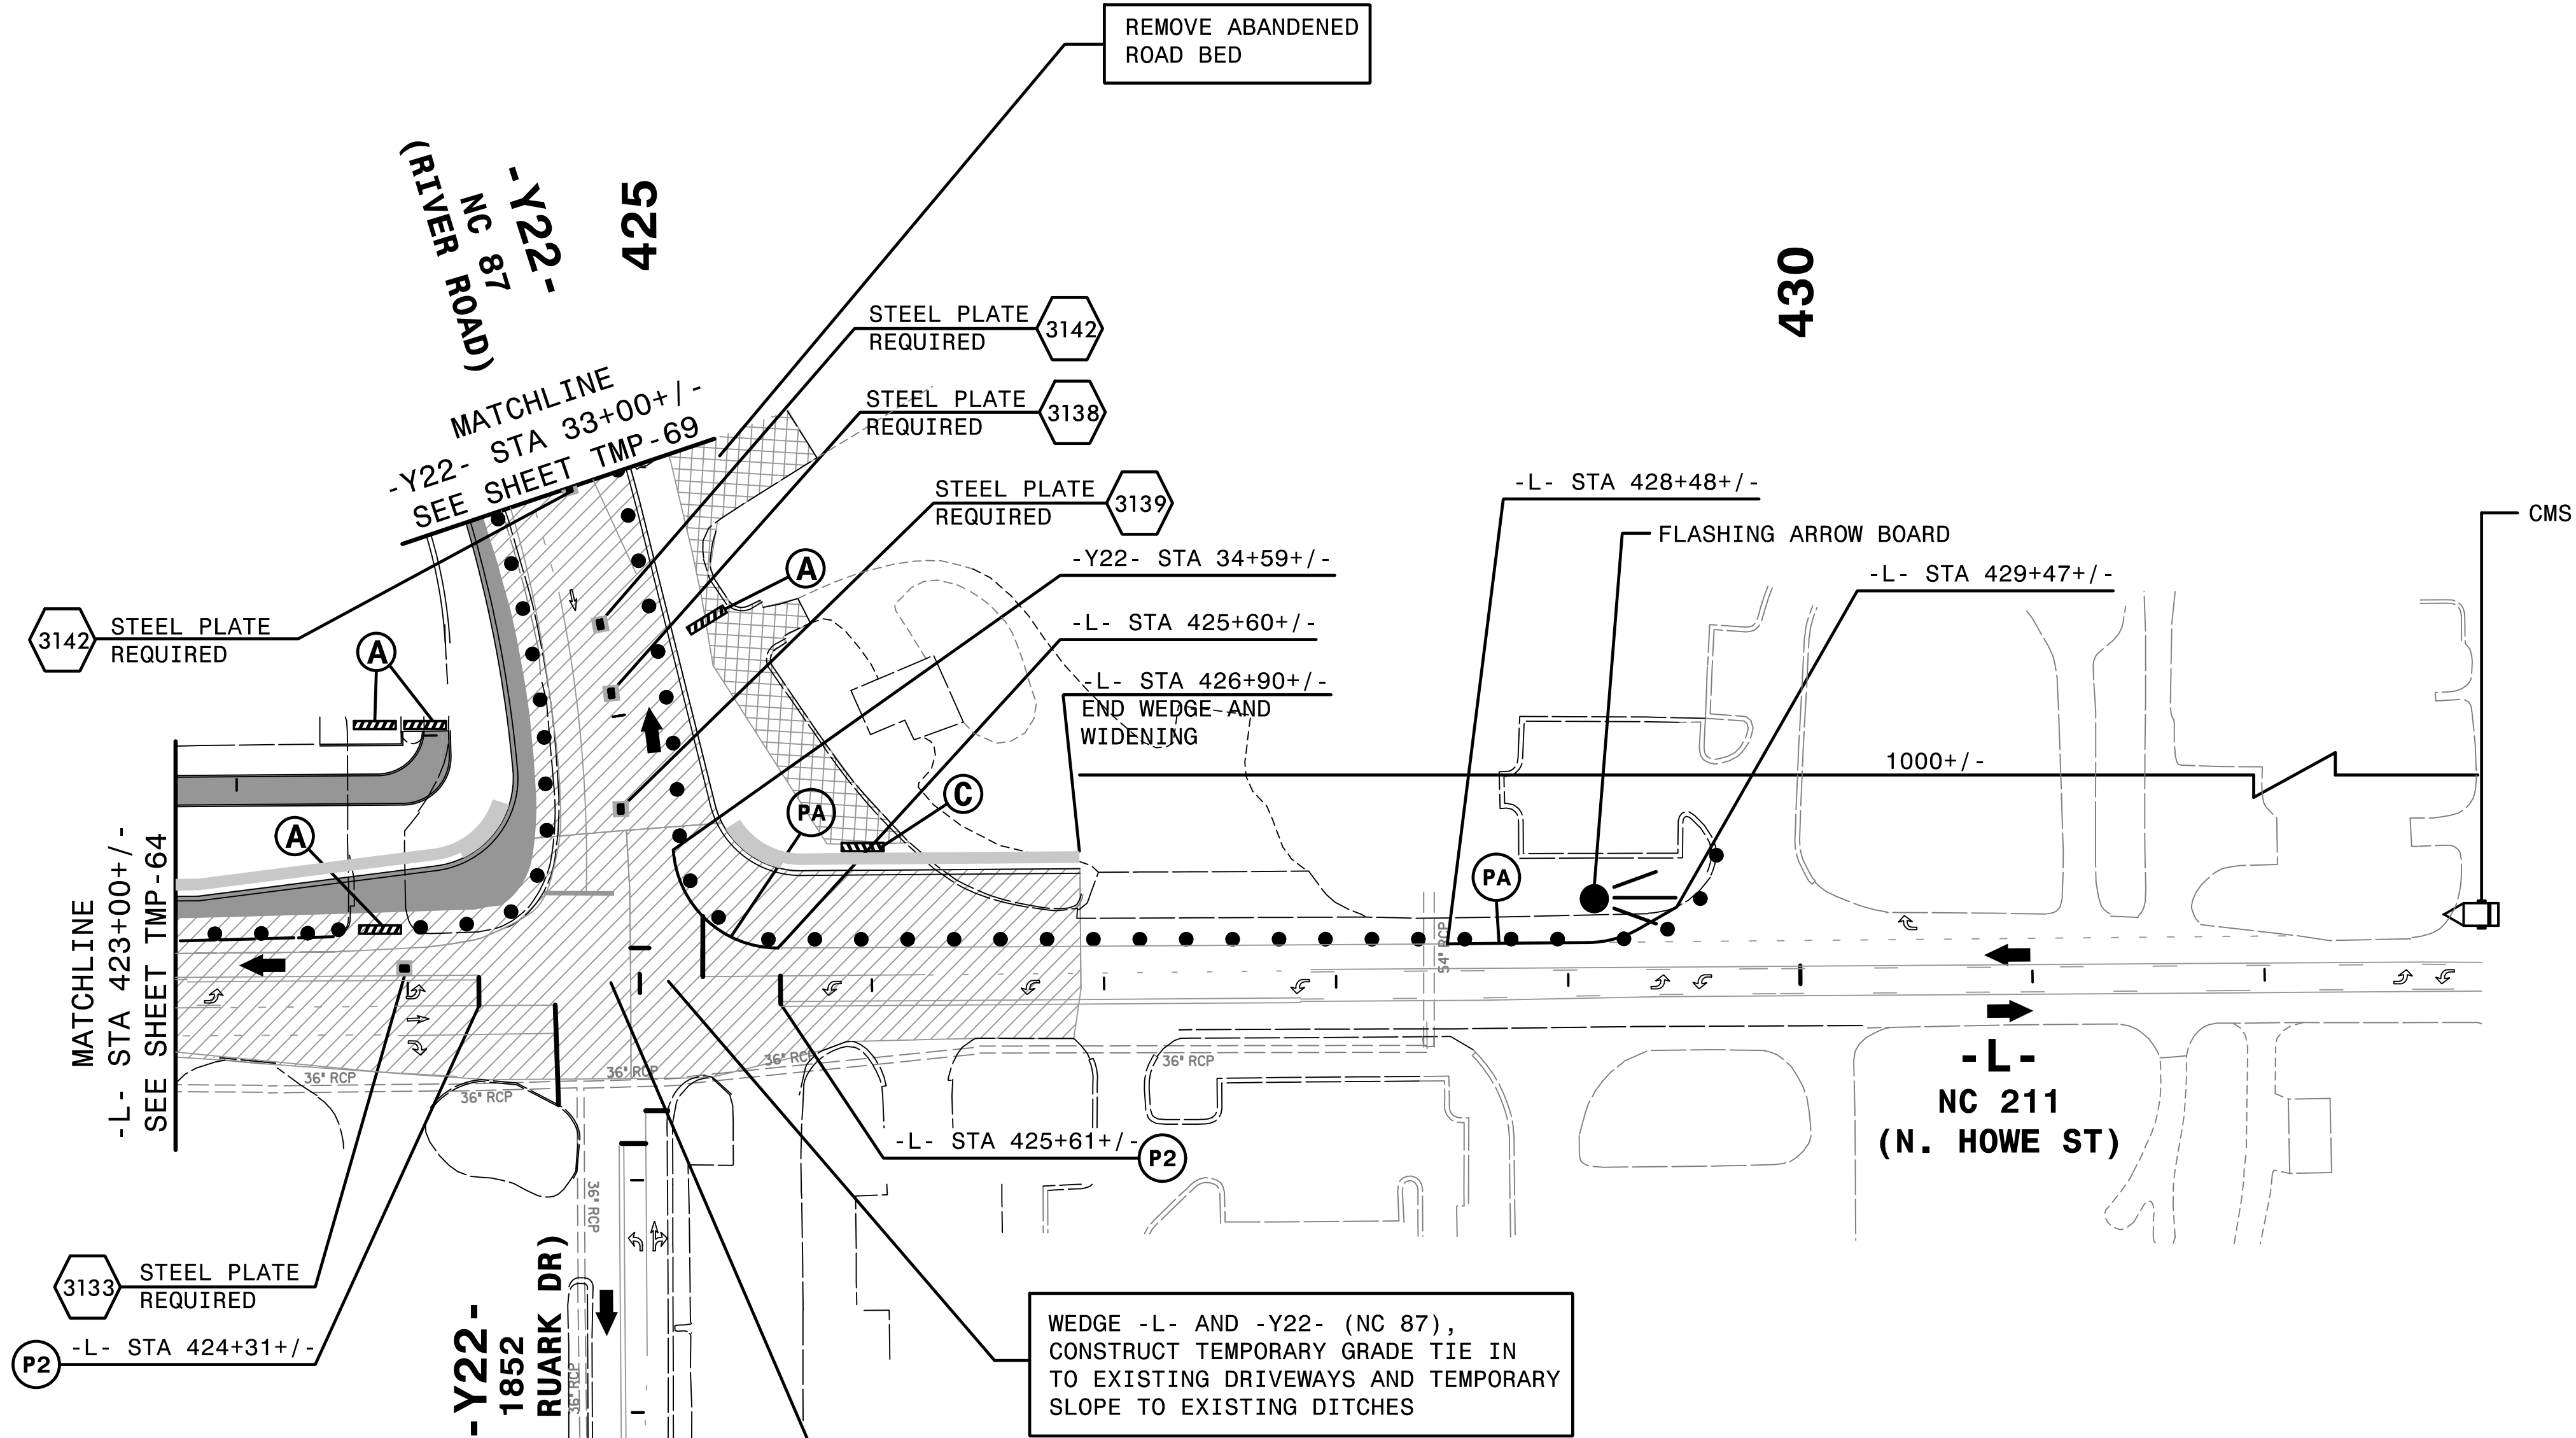 REMOVE ABANDENED
ROAD BED
-Y22-
NC 87
(RIVER ROAD)
425
430
MATCHLINE
-Y22- STA 33+00+/-
SEE SHEET TMP-69
STEEL PLATE
REQUIRED
3142
STEEL PLATE
REQUIRED
3138
STEEL PLATE
REQUIRED
3139
-Y22- STA 34+59+/-
-L- STA 425+60+/-
-L- STA 426+90+/-
END WEDGE AND
WIDENING
-L- STA 428+48+/-
FLASHING ARROW BOARD
-L- STA 429+47+/-
CMS
1000+/-
3142
STEEL PLATE
REQUIRED
A
A
A
C
PA
PA
MATCHLINE
-L- STA 423+00+/-
SEE SHEET TMP-64
54" RCP
36" RCP
36" RCP
36" RCP
36" RCP
36" RCP
36" RCP
36" RCP
-L-
NC 211
(N. HOWE ST)
-L- STA 425+61+/-
P2
3133
STEEL PLATE
REQUIRED
P2
-L- STA 424+31+/-
-Y22-
1852
RUARK DR)
WEDGE -L- AND -Y22- (NC 87),
CONSTRUCT TEMPORARY GRADE TIE IN
TO EXISTING DRIVEWAYS AND TEMPORARY
SLOPE TO EXISTING DITCHES